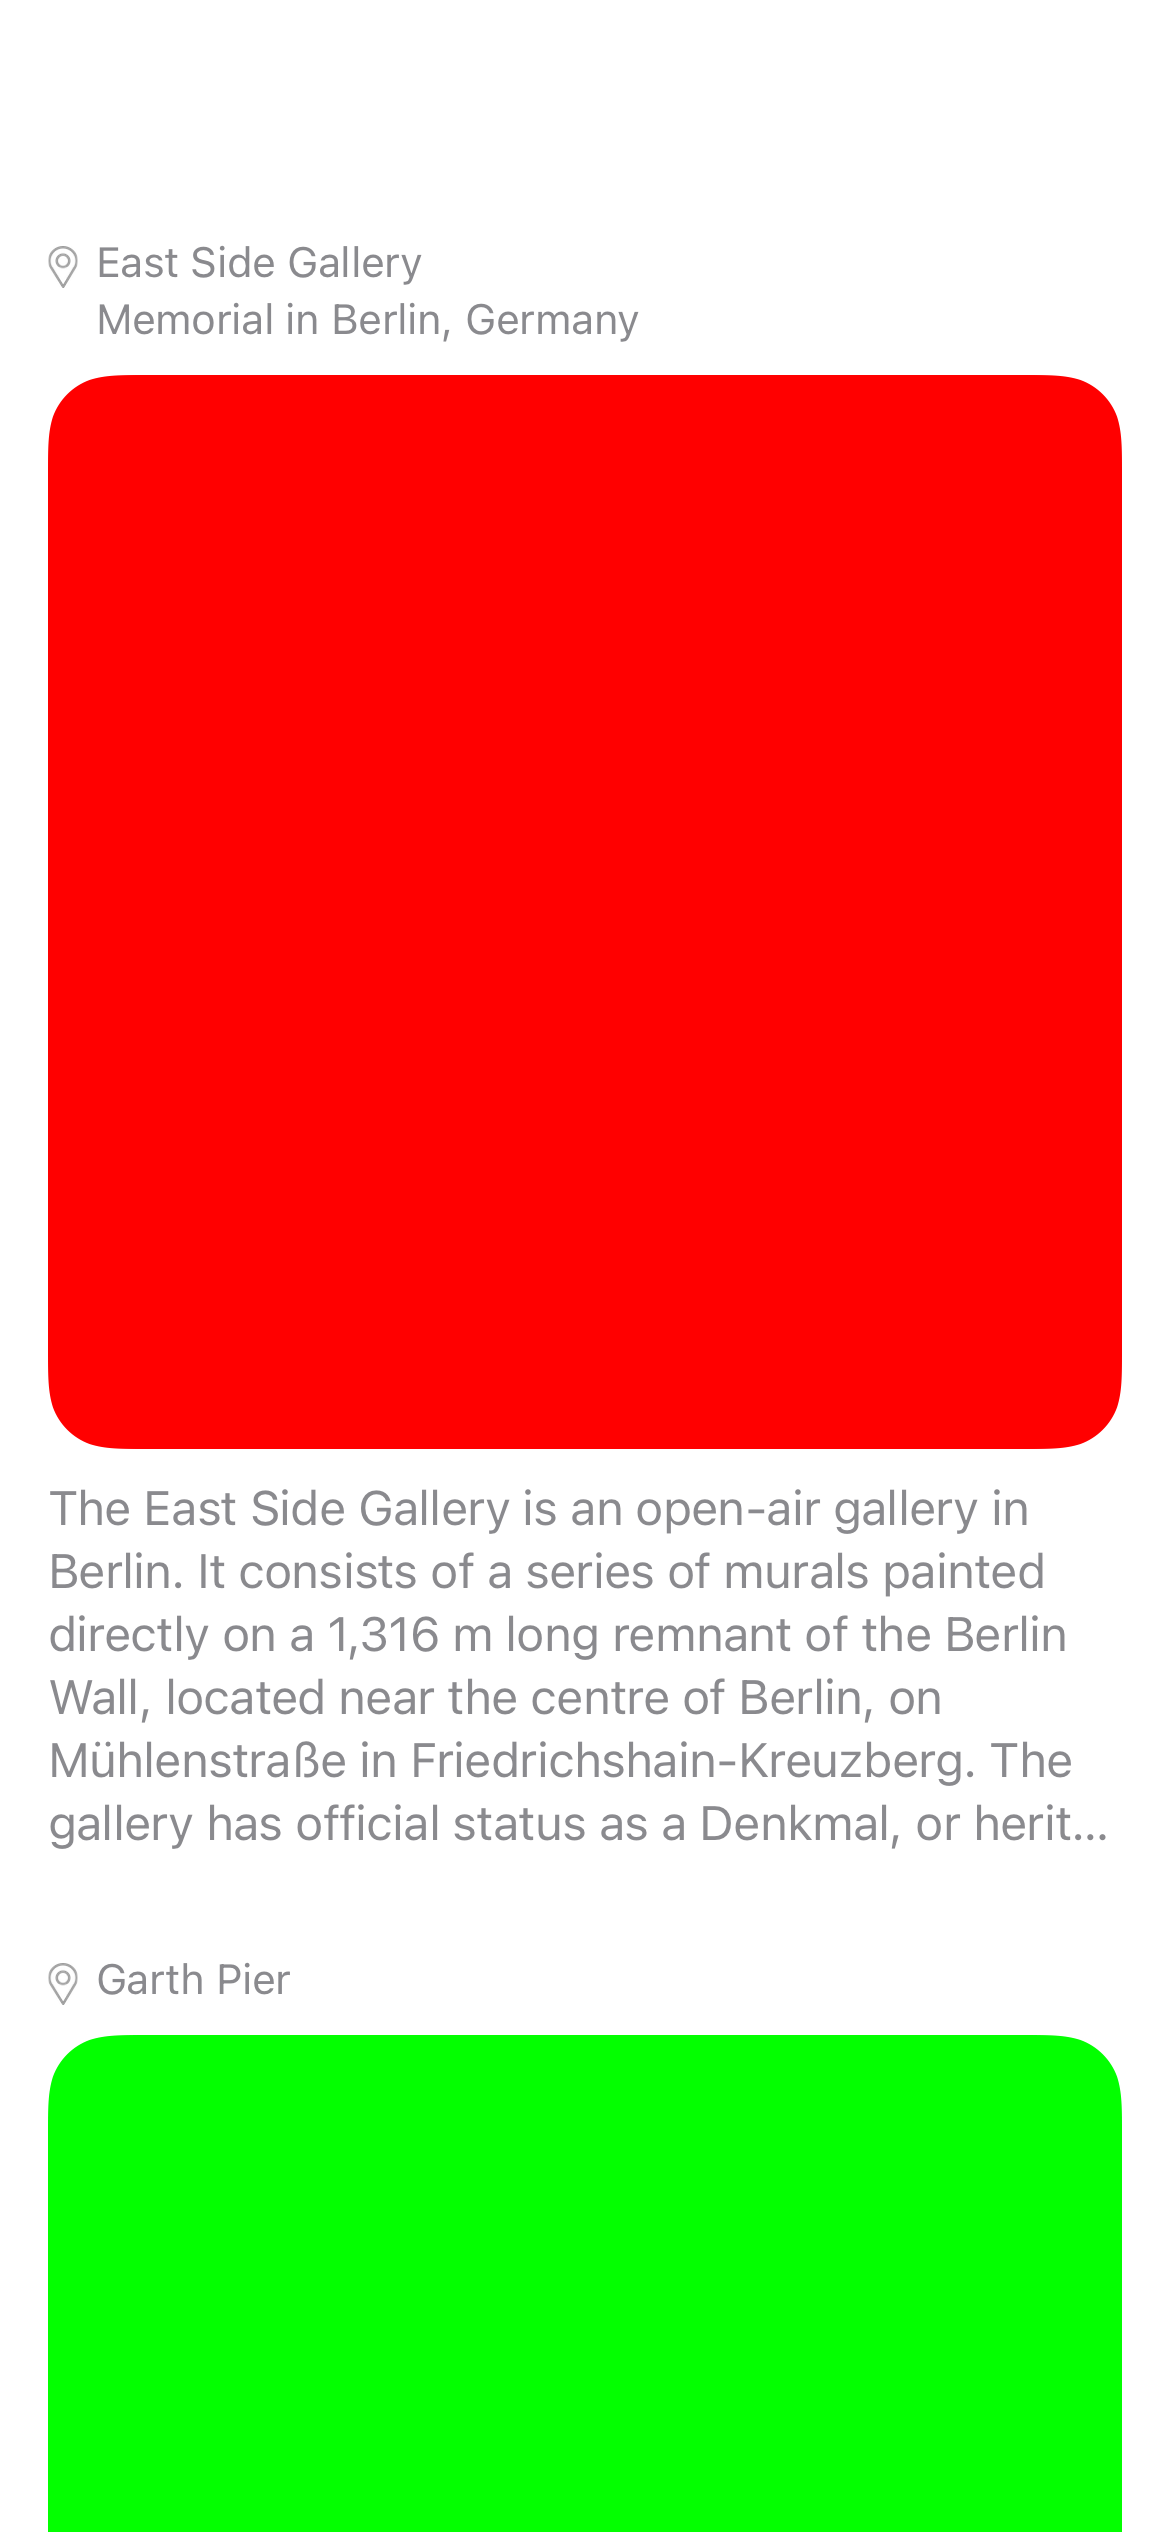 East Side Gallery
Memorial in Berlin, Germany
The East Side Gallery is an open-air gallery in
Berlin. It consists of a series of murals painted
directly on a 1,316 m long remnant of the Berlin
Wall, located near the centre of Berlin, on
Mühlenstraße in Friedrichshain-Kreuzberg. The
gallery has official status as a Denkmal, or herit...
Garth Pier